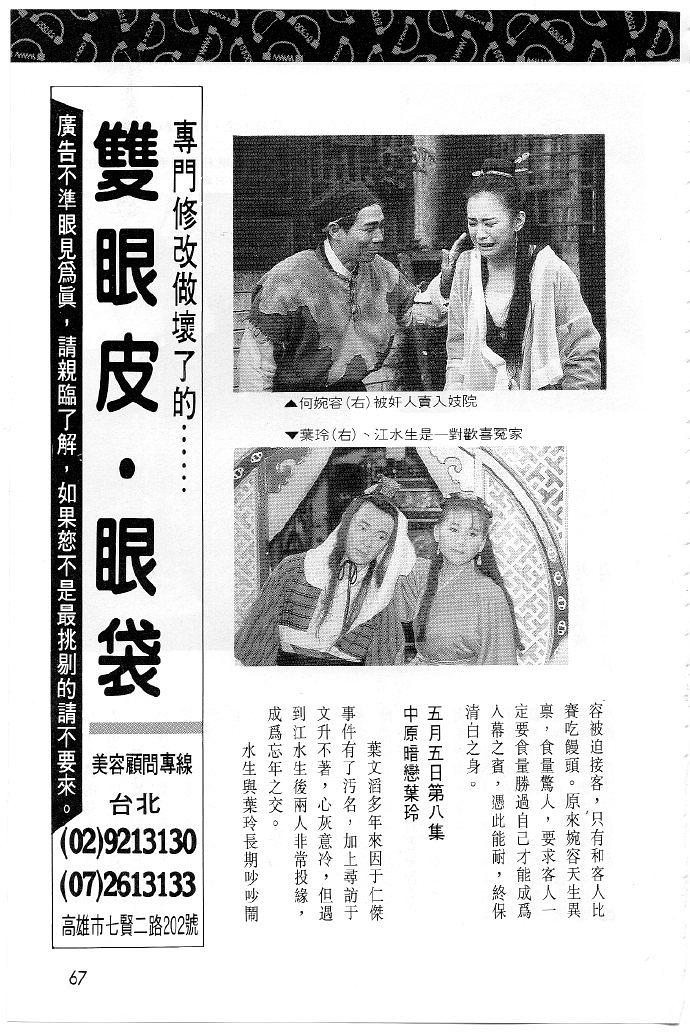 ▲何婉容(右)被奸人賣入妓院
▼葉玲(右)、江水生是一對歡喜冤家
容被迫接客，只有和客人比
賽吃饅頭。原來婉容天生異
禀，食量驚人，要求客人一
定要食量勝過自己才能成爲
入幕之賓，憑此能耐，終保
清白之身。
五月五日第八集
中原暗戀葉玲
葉文滔多年來因于仁傑
事件有了汚名，加上尋訪于
文升不著，心灰意冷，但遇
到江水生後兩人非常投緣，
成爲忘年之交。
水生與葉玲長期吵吵鬧
專門修改做壞了的……
雙眼皮·眼袋
廣告不準眼見爲眞，請親臨了解，如果您不是最挑剔的請不要來。
美容顧問專線
台北
(02)9213130
(07)2613133
高雄市七賢二路202號
67